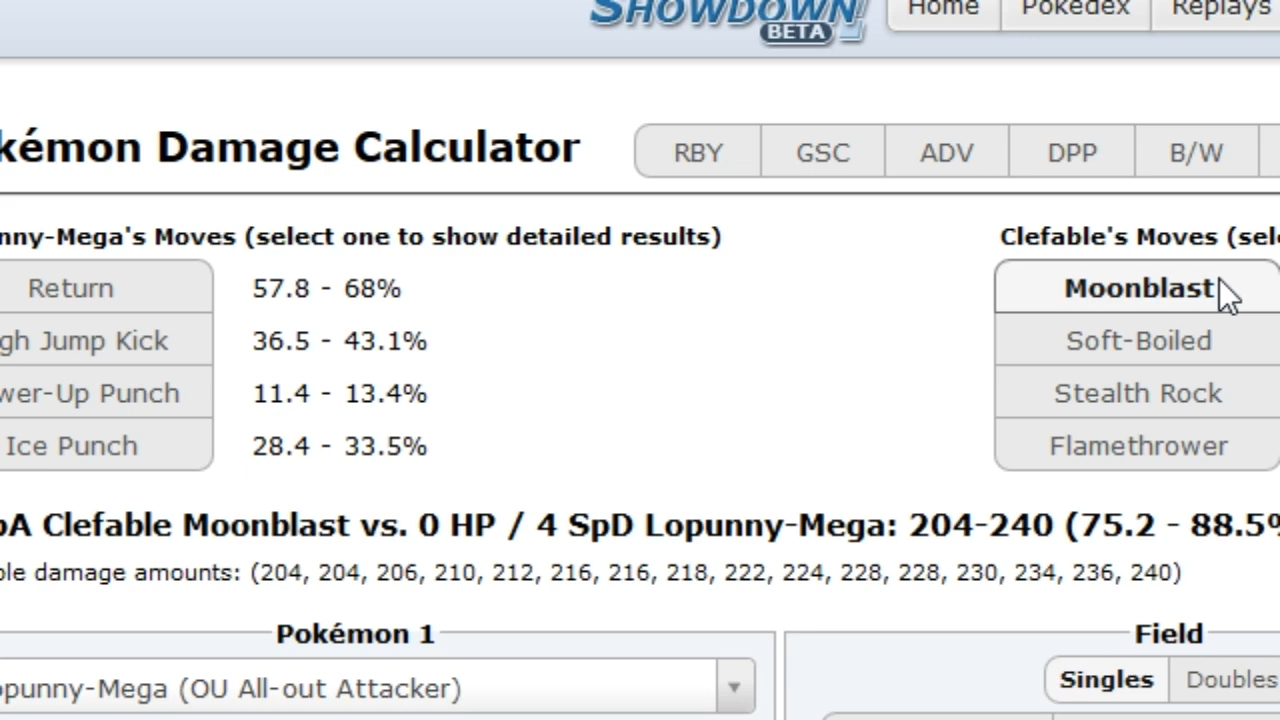 SHOWDOWN
BETA
Home Pokédex Replays
kémon Damage Calculator
RBY GSC ADV DPP B/W
nny-Mega's Moves (select one to show detailed results)
Clefable's Moves (sele
Return 57.8 - 68%
gh Jump Kick 36.5 - 43.1%
wer-Up Punch 11.4 - 13.4%
Ice Punch 28.4 - 33.5%
Moonblast
Soft-Boiled
Stealth Rock
Flamethrower
pA Clefable Moonblast vs. 0 HP / 4 SpD Lopunny-Mega: 204-240 (75.2 - 88.5%
ble damage amounts: (204, 204, 206, 210, 212, 216, 216, 218, 222, 224, 228, 228, 230, 234, 236, 240)
Pokémon 1
Field
opunny-Mega (OU All-out Attacker)
Singles Doubles